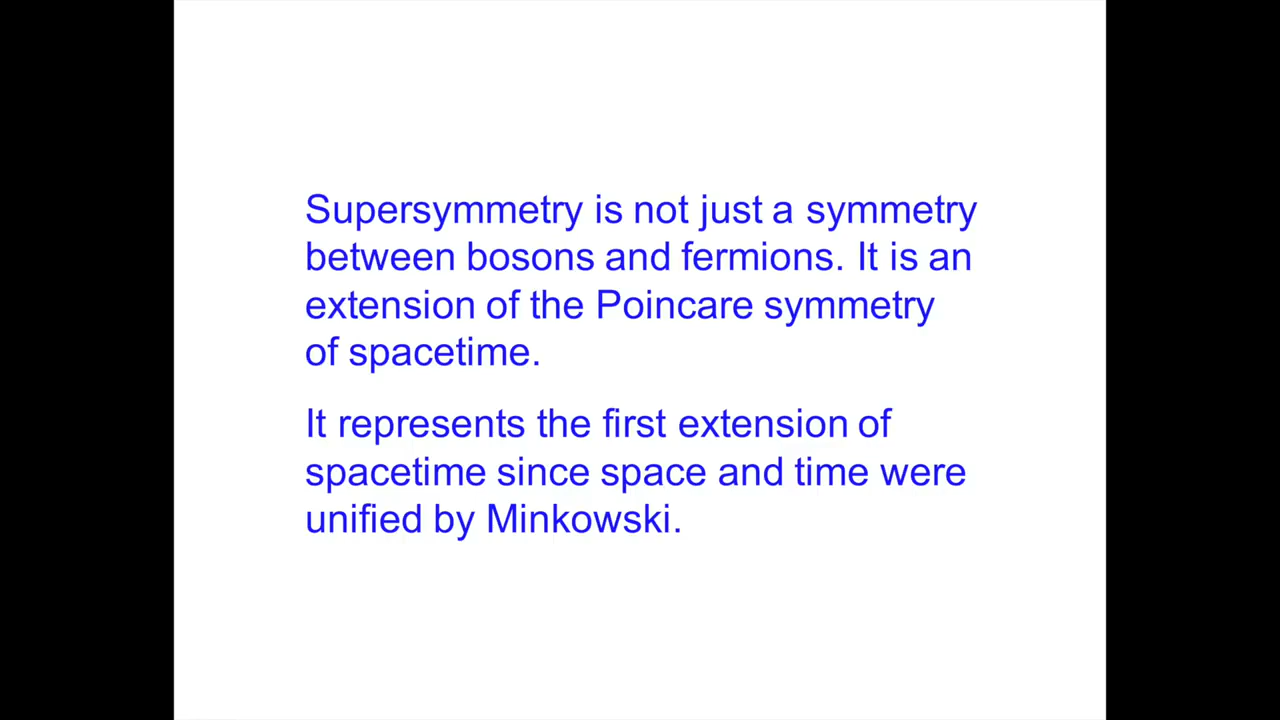 Supersymmetry is not just a symmetry
between bosons and fermions. It is an
extension of the Poincare symmetry
of spacetime.
It represents the first extension of
spacetime since space and time were
unified by Minkowski.